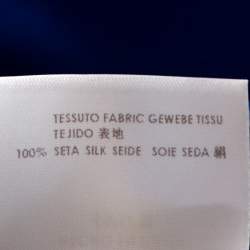 TESSUTO FABRIC GEWEBE TISSU
TEJIDO 表地
100% SETA SILK SEIDE SOIE SEDA 絹